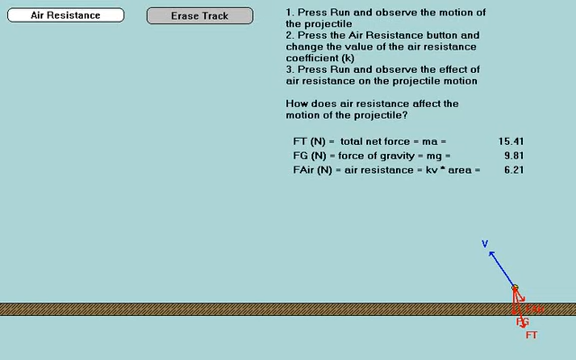 Air Resistance
Erase Track
1. Press Run and observe the motion of
the projectile
2. Press the Air Resistance button and
change the value of the air resistance
coefficient (k)
3. Press Run and observe the effect of
air resistance on the projectile motion
How does air resistance affect the
motion of the projectile?
FT (N) = total net force = ma = 15.41
FG (N) = force of gravity = mg = 9.81
FAir (N) = air resistance = kv * area = 6.21
V
FG
FT